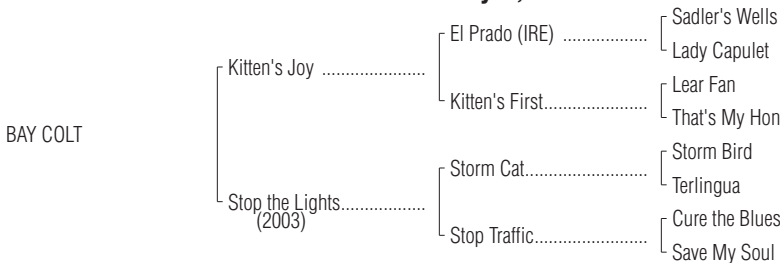 Sadler's Wells
El Prado (IRE) ..................
Lady Capulet
Kitten's Joy ......................
Lear Fan
Kitten's First......................
That's My Hon
BAY COLT
Storm Bird
Storm Cat..........................
Terlingua
Stop the Lights..................
(2003)
Cure the Blues
Stop Traffic........................
Save My Soul